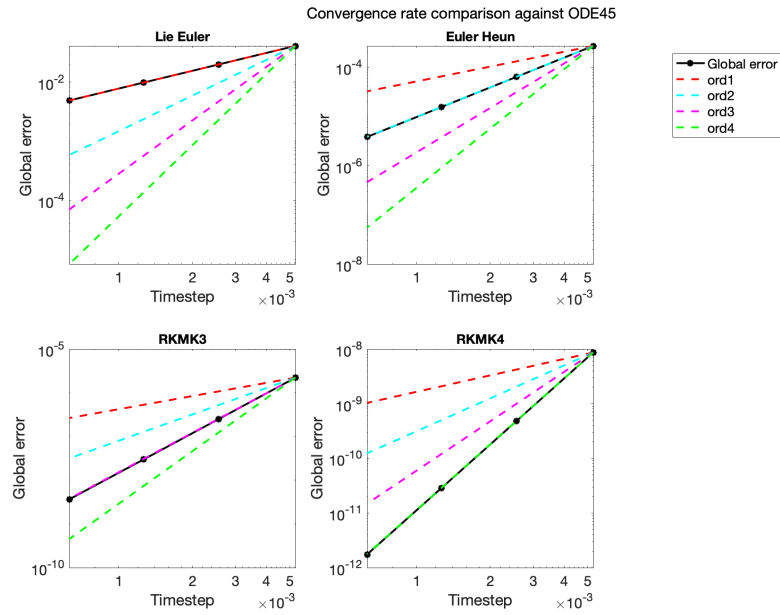 Convergence rate comparison against ODE45
Lie Euler
10-2
10-4
Global error
1 2 3 4 5
Timestep
×10-3
Euler Heun
10-4
10-6
10-8
Global error
1 2 3 4 5
Timestep
×10-3
Global error
ord1
ord2
ord3
ord4
RKMK3
10-5
10-10
Global error
1 2 3 4 5
Timestep
×10-3
RKMK4
10-8
10-9
10-10
10-11
10-12
Global error
1 2 3 4 5
Timestep
×10-3